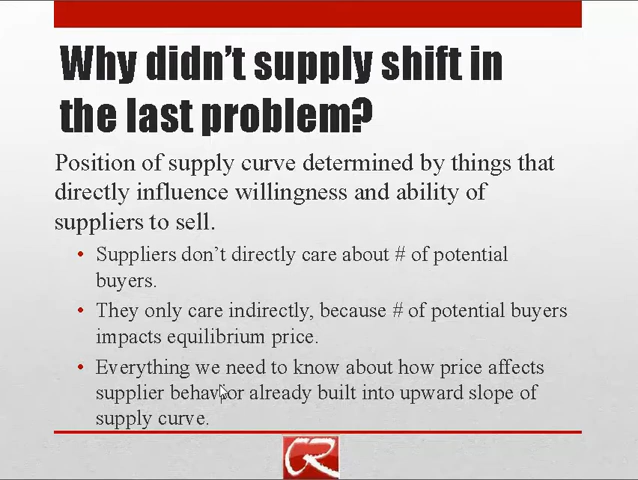 Why didn't supply shift in
the last problem?
Position of supply curve determined by things that
directly influence willingness and ability of
suppliers to sell.
• Suppliers don't directly care about # of potential
buyers.
• They only care indirectly, because # of potential buyers
impacts equilibrium price.
• Everything we need to know about how price affects
supplier behavior already built into upward slope of
supply curve.
CR